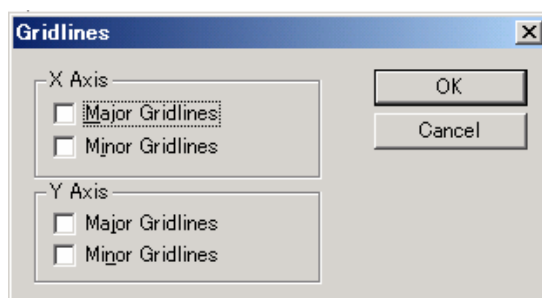 Gridlines
X Axis
Major Gridlines
Minor Gridlines
OK
Cancel
Y Axis
Major Gridlines
Minor Gridlines